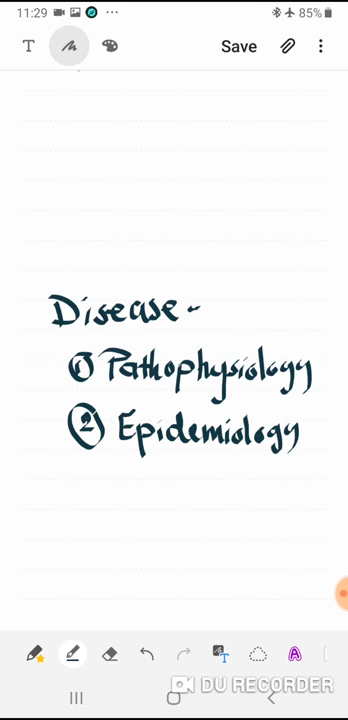 11:29 ... 85%
T Save
Disease -
① Pathophysiology
② Epidemiology
T A
DU RECORDER